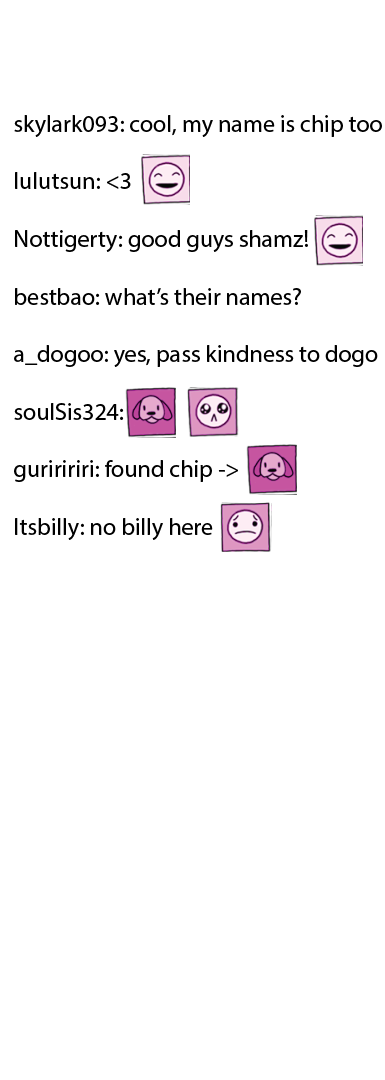 skylark093: cool, my name is chip too
lulutsun: <3
Nottigerty: good guys shamz!
bestbao: what's their names?
a_dogoo: yes, pass kindness to dogo
soulSis324:
guriririri: found chip ->
Itsbilly: no billy here